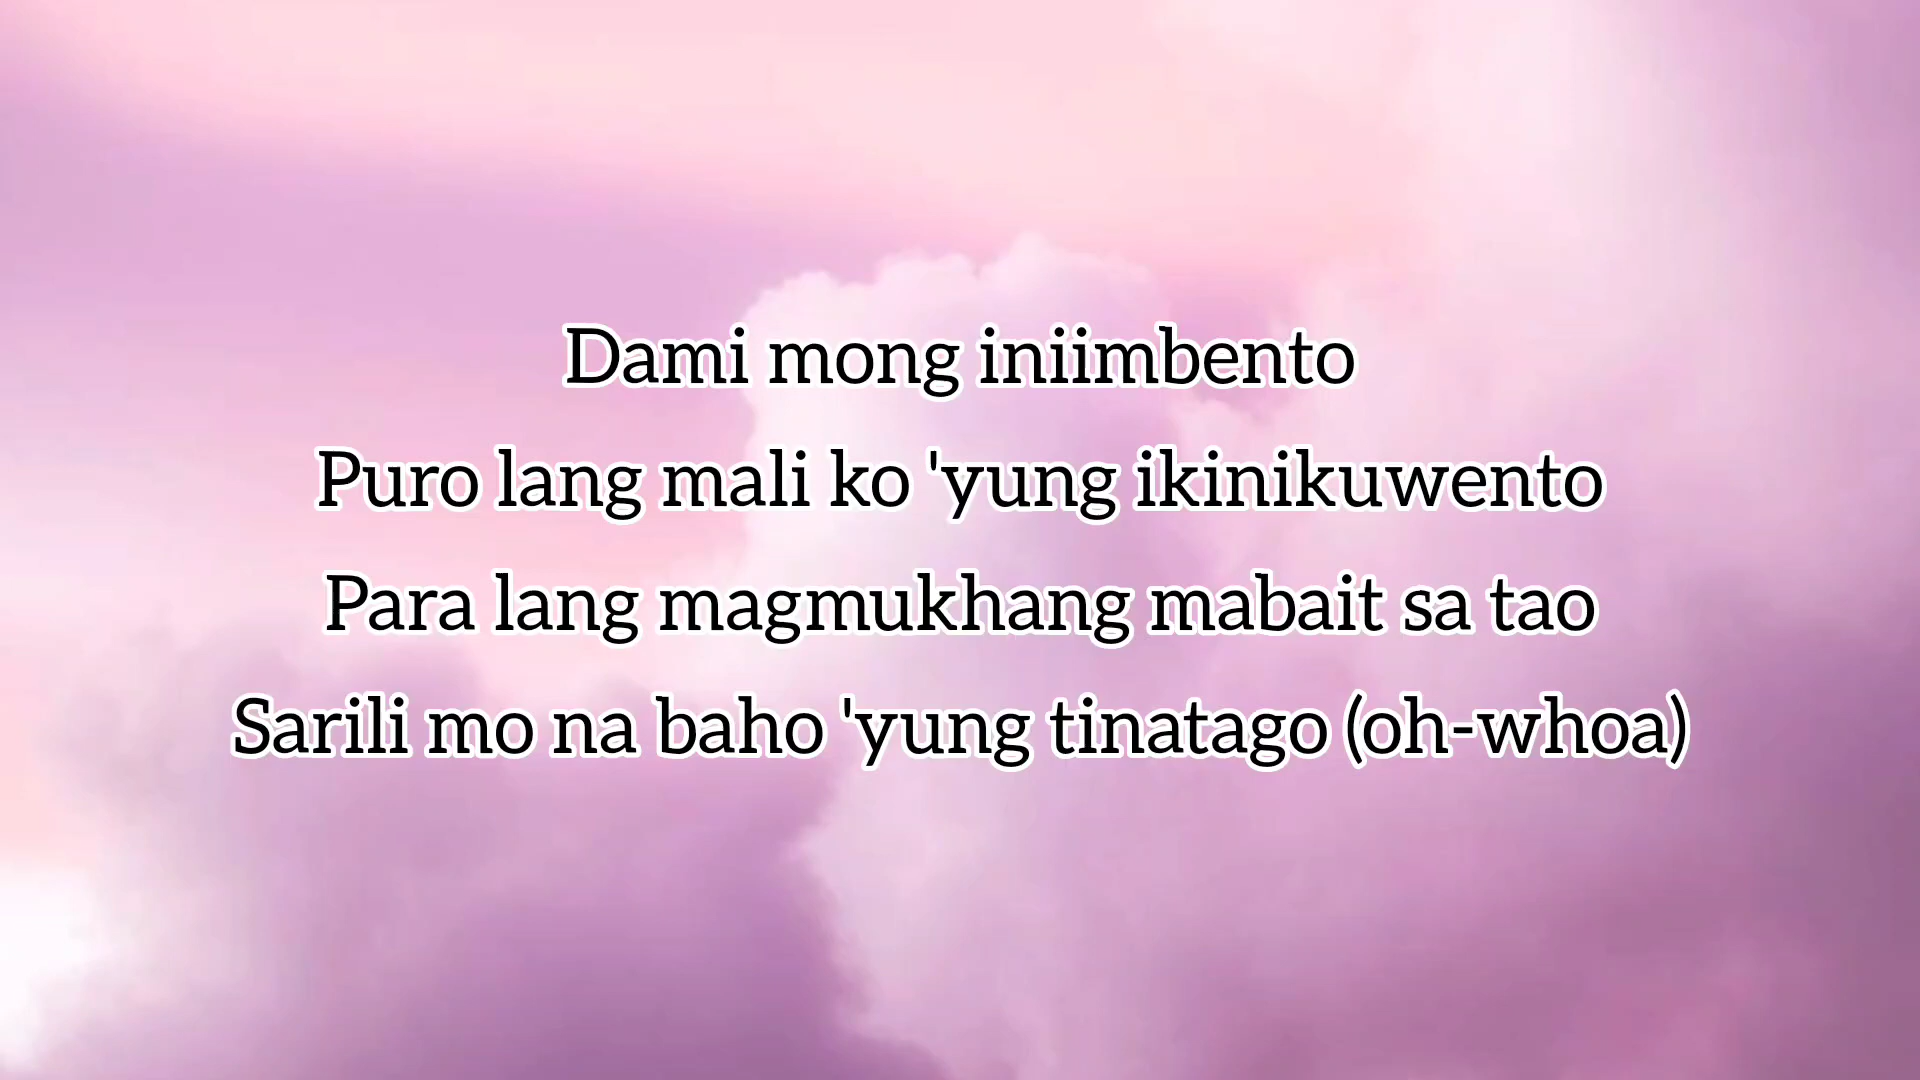 Dami mong iniimbento
Puro lang mali ko 'yung ikinikuwento
Para lang magmukhang mabait sa tao
Sarili mo na baho 'yung tinatago (oh-whoa)